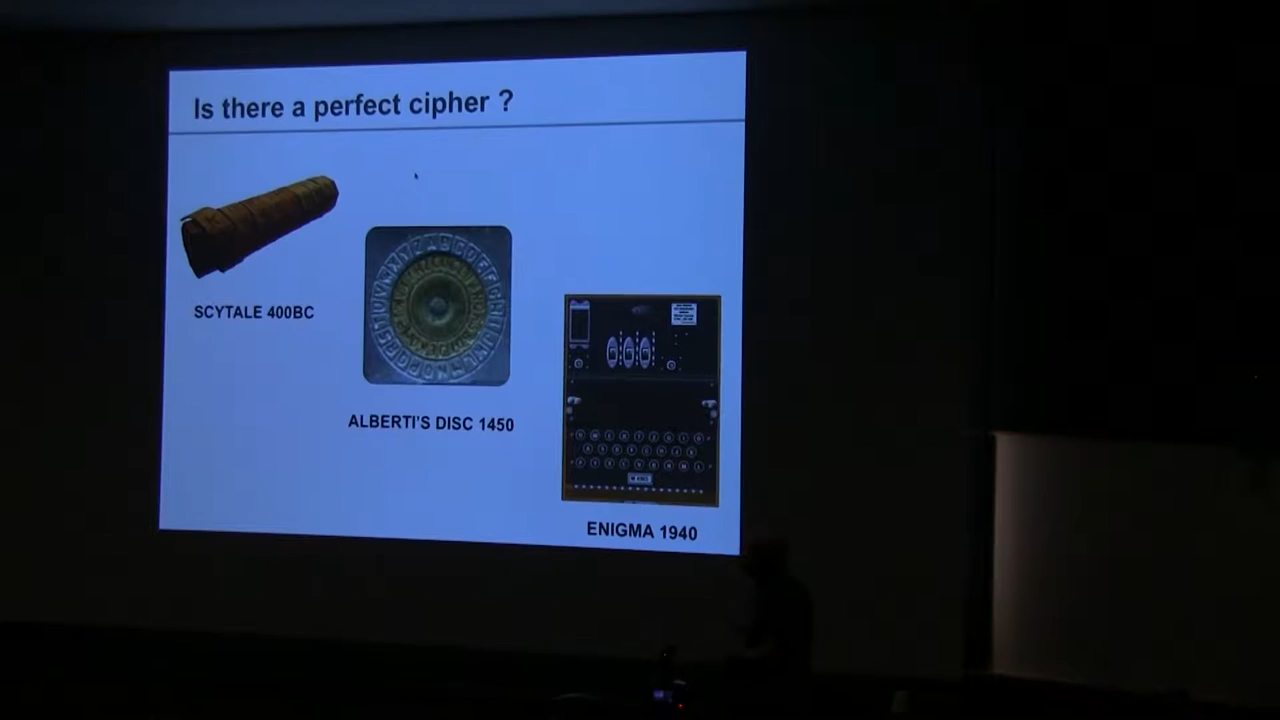 Is there a perfect cipher ?
SCYTALE 400BC
ALBERTI'S DISC 1450
ENIGMA 1940